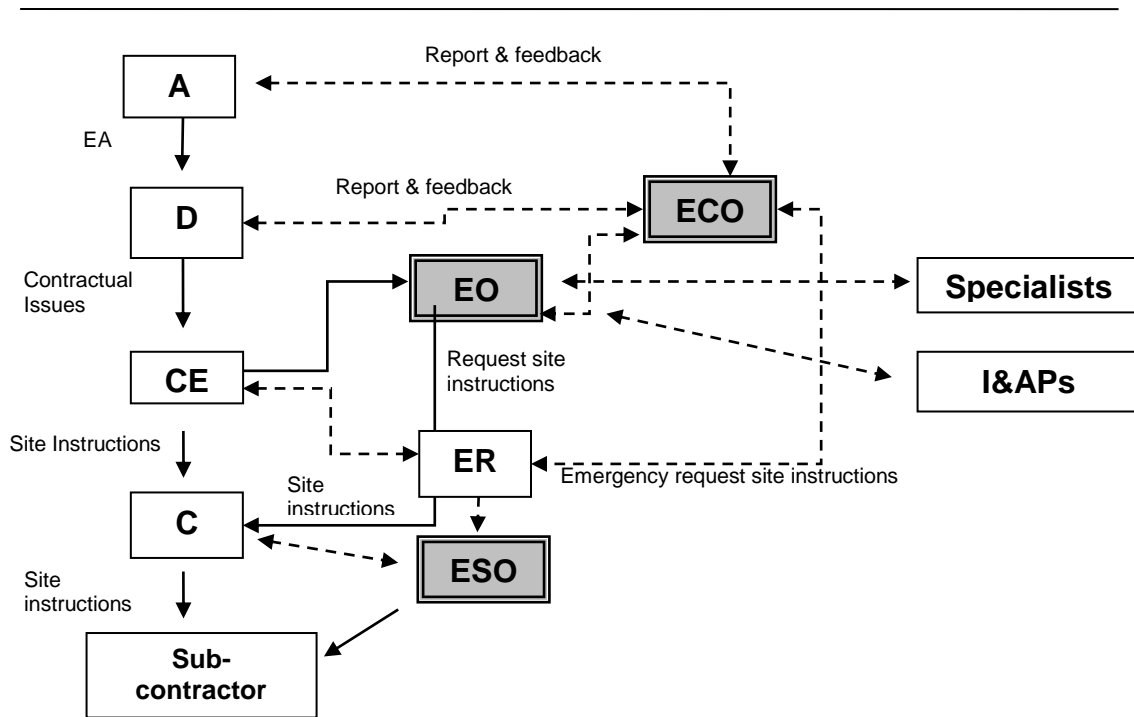 Report & feedback
A
EA
Report & feedback
D
ECO
Contractual
Issues
EO
Specialists
Request site
instructions
CE
I&APs
Site Instructions
ER
Emergency request site instructions
Site
instructions
C
ESO
Site
instructions
Sub-
contractor